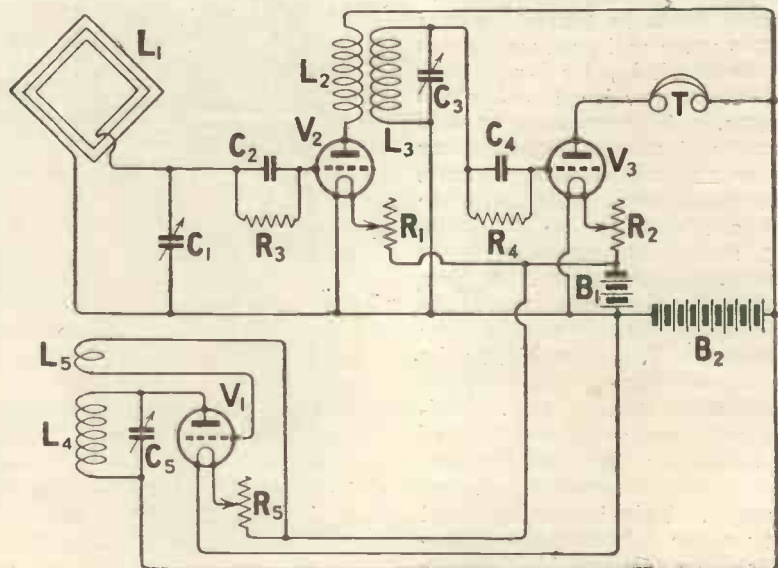 L₁
L₂
C₃
T
V₂
L₃
C₂
C₄
V₃
R₁
R₂
C₁
R₃
R₄
B₁
B₂
L₅
V₁
L₄
C₅
R₅